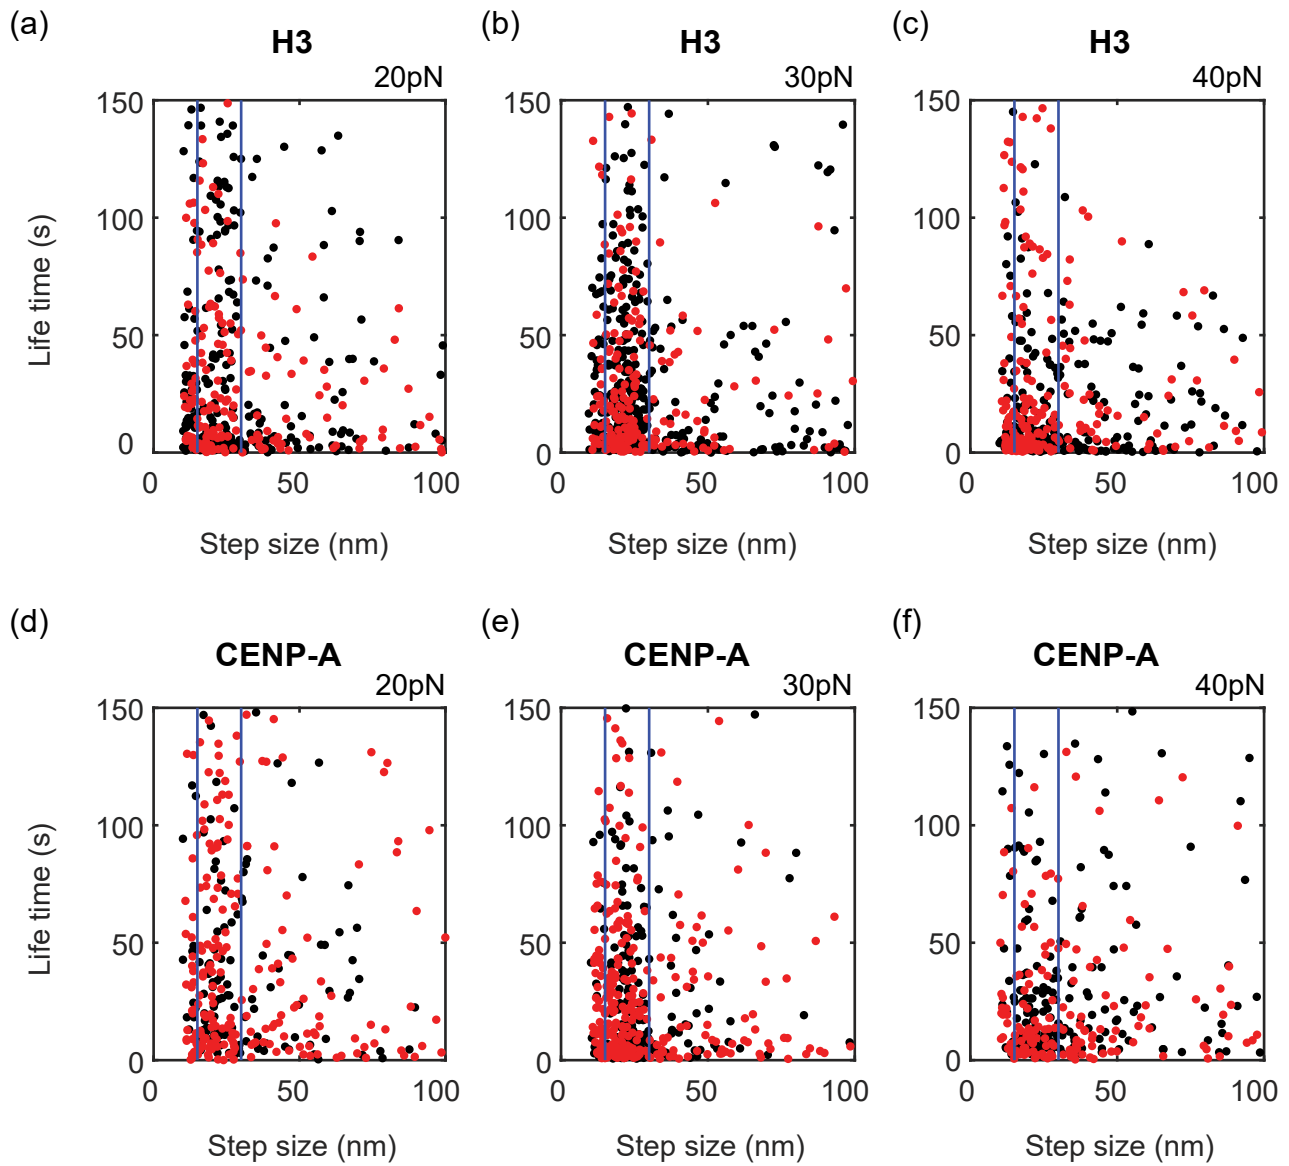 (a) (b) (c)
H3 H3 H3
20pN 30pN 40pN
150 150 150
100 100 100
50 50 50
0 0 0
Life time (s)
0 50 100 0 50 100 0 50 100
Step size (nm) Step size (nm) Step size (nm)
(d) (e) (f)
CENP-A CENP-A CENP-A
20pN 30pN 40pN
150 150 150
100 100 100
50 50 50
0 0 0
Life time (s)
0 50 100 0 50 100 0 50 100
Step size (nm) Step size (nm) Step size (nm)